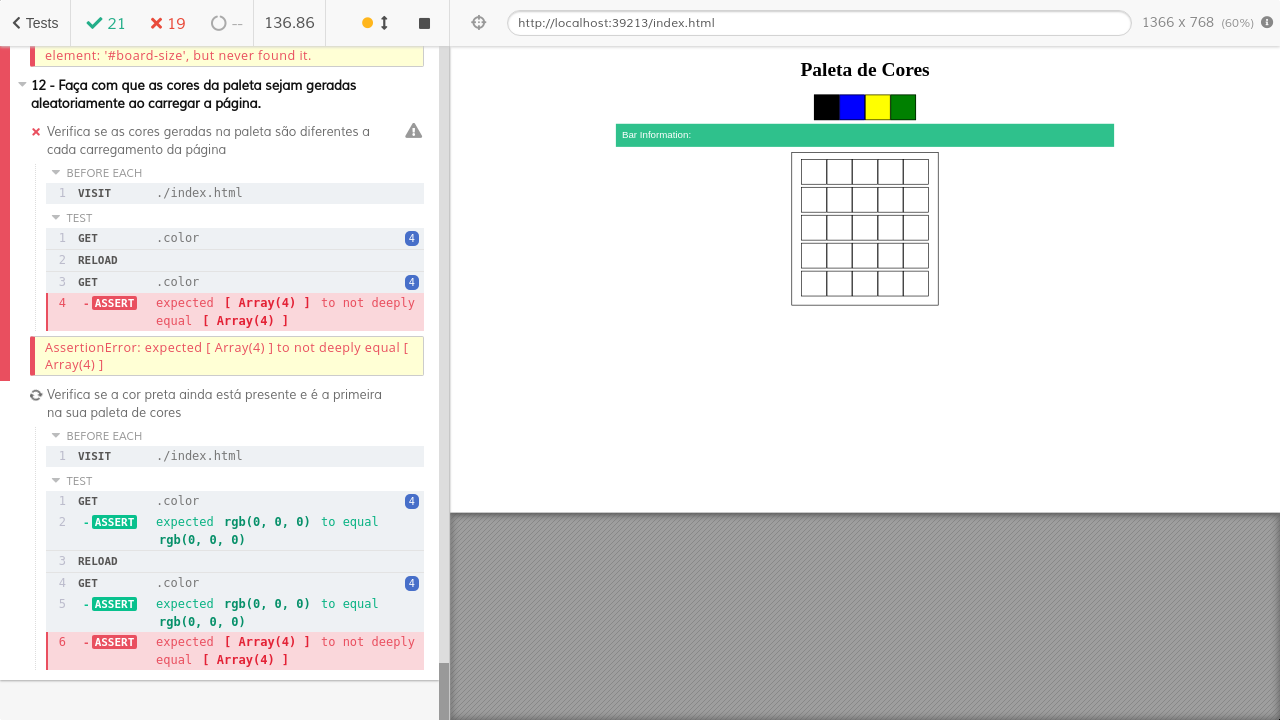 Tests
21
19
--
136.86
http://localhost:39213/index.html
1366 x 768 (60%)
element: '#board-size', but never found it.
12 - Faça com que as cores da paleta sejam geradas
aleatoriamente ao carregar a página.
Verifica se as cores geradas na paleta são diferentes a
cada carregamento da página
BEFORE EACH
1 VISIT ./index.html
TEST
1 GET .color 4
2 RELOAD
3 GET .color 4
4 -ASSERT expected [ Array(4) ] to not deeply
equal [ Array(4) ]
AssertionError: expected [ Array(4) ] to not deeply equal [
Array(4) ]
Verifica se a cor preta ainda está presente e é a primeira
na sua paleta de cores
BEFORE EACH
1 VISIT ./index.html
TEST
1 GET .color 4
2 -ASSERT expected rgb(0, 0, 0) to equal
rgb(0, 0, 0)
3 RELOAD
4 GET .color 4
5 -ASSERT expected rgb(0, 0, 0) to equal
rgb(0, 0, 0)
6 -ASSERT expected [ Array(4) ] to not deeply
equal [ Array(4) ]
Paleta de Cores
Bar Information: